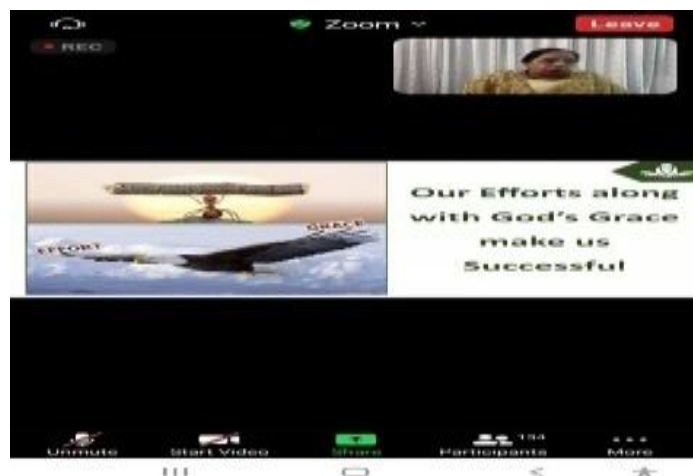 Zoom
Leave
REC
GRACE
EFFORT
Our Efforts along
with God's Grace
make us
Successful
Unmute
Start Video
Share
Participants
134
More